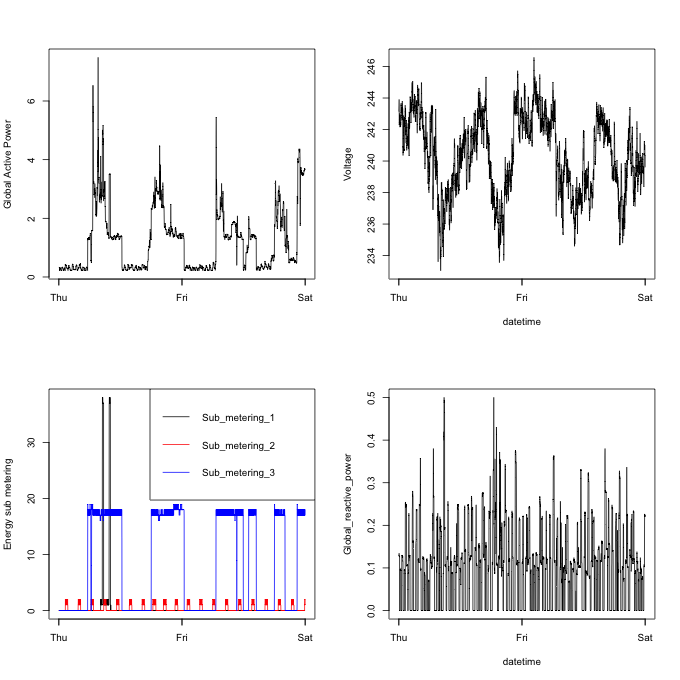 Global Active Power
6
4
2
0
Thu
Fri
Sat
Voltage
246
244
242
240
238
236
234
Thu
Fri
Sat
datetime
Energy sub metering
30
20
10
0
Sub_metering_1
Sub_metering_2
Sub_metering_3
Thu
Fri
Sat
Global_reactive_power
0.5
0.4
0.3
0.2
0.1
0.0
Thu
Fri
Sat
datetime